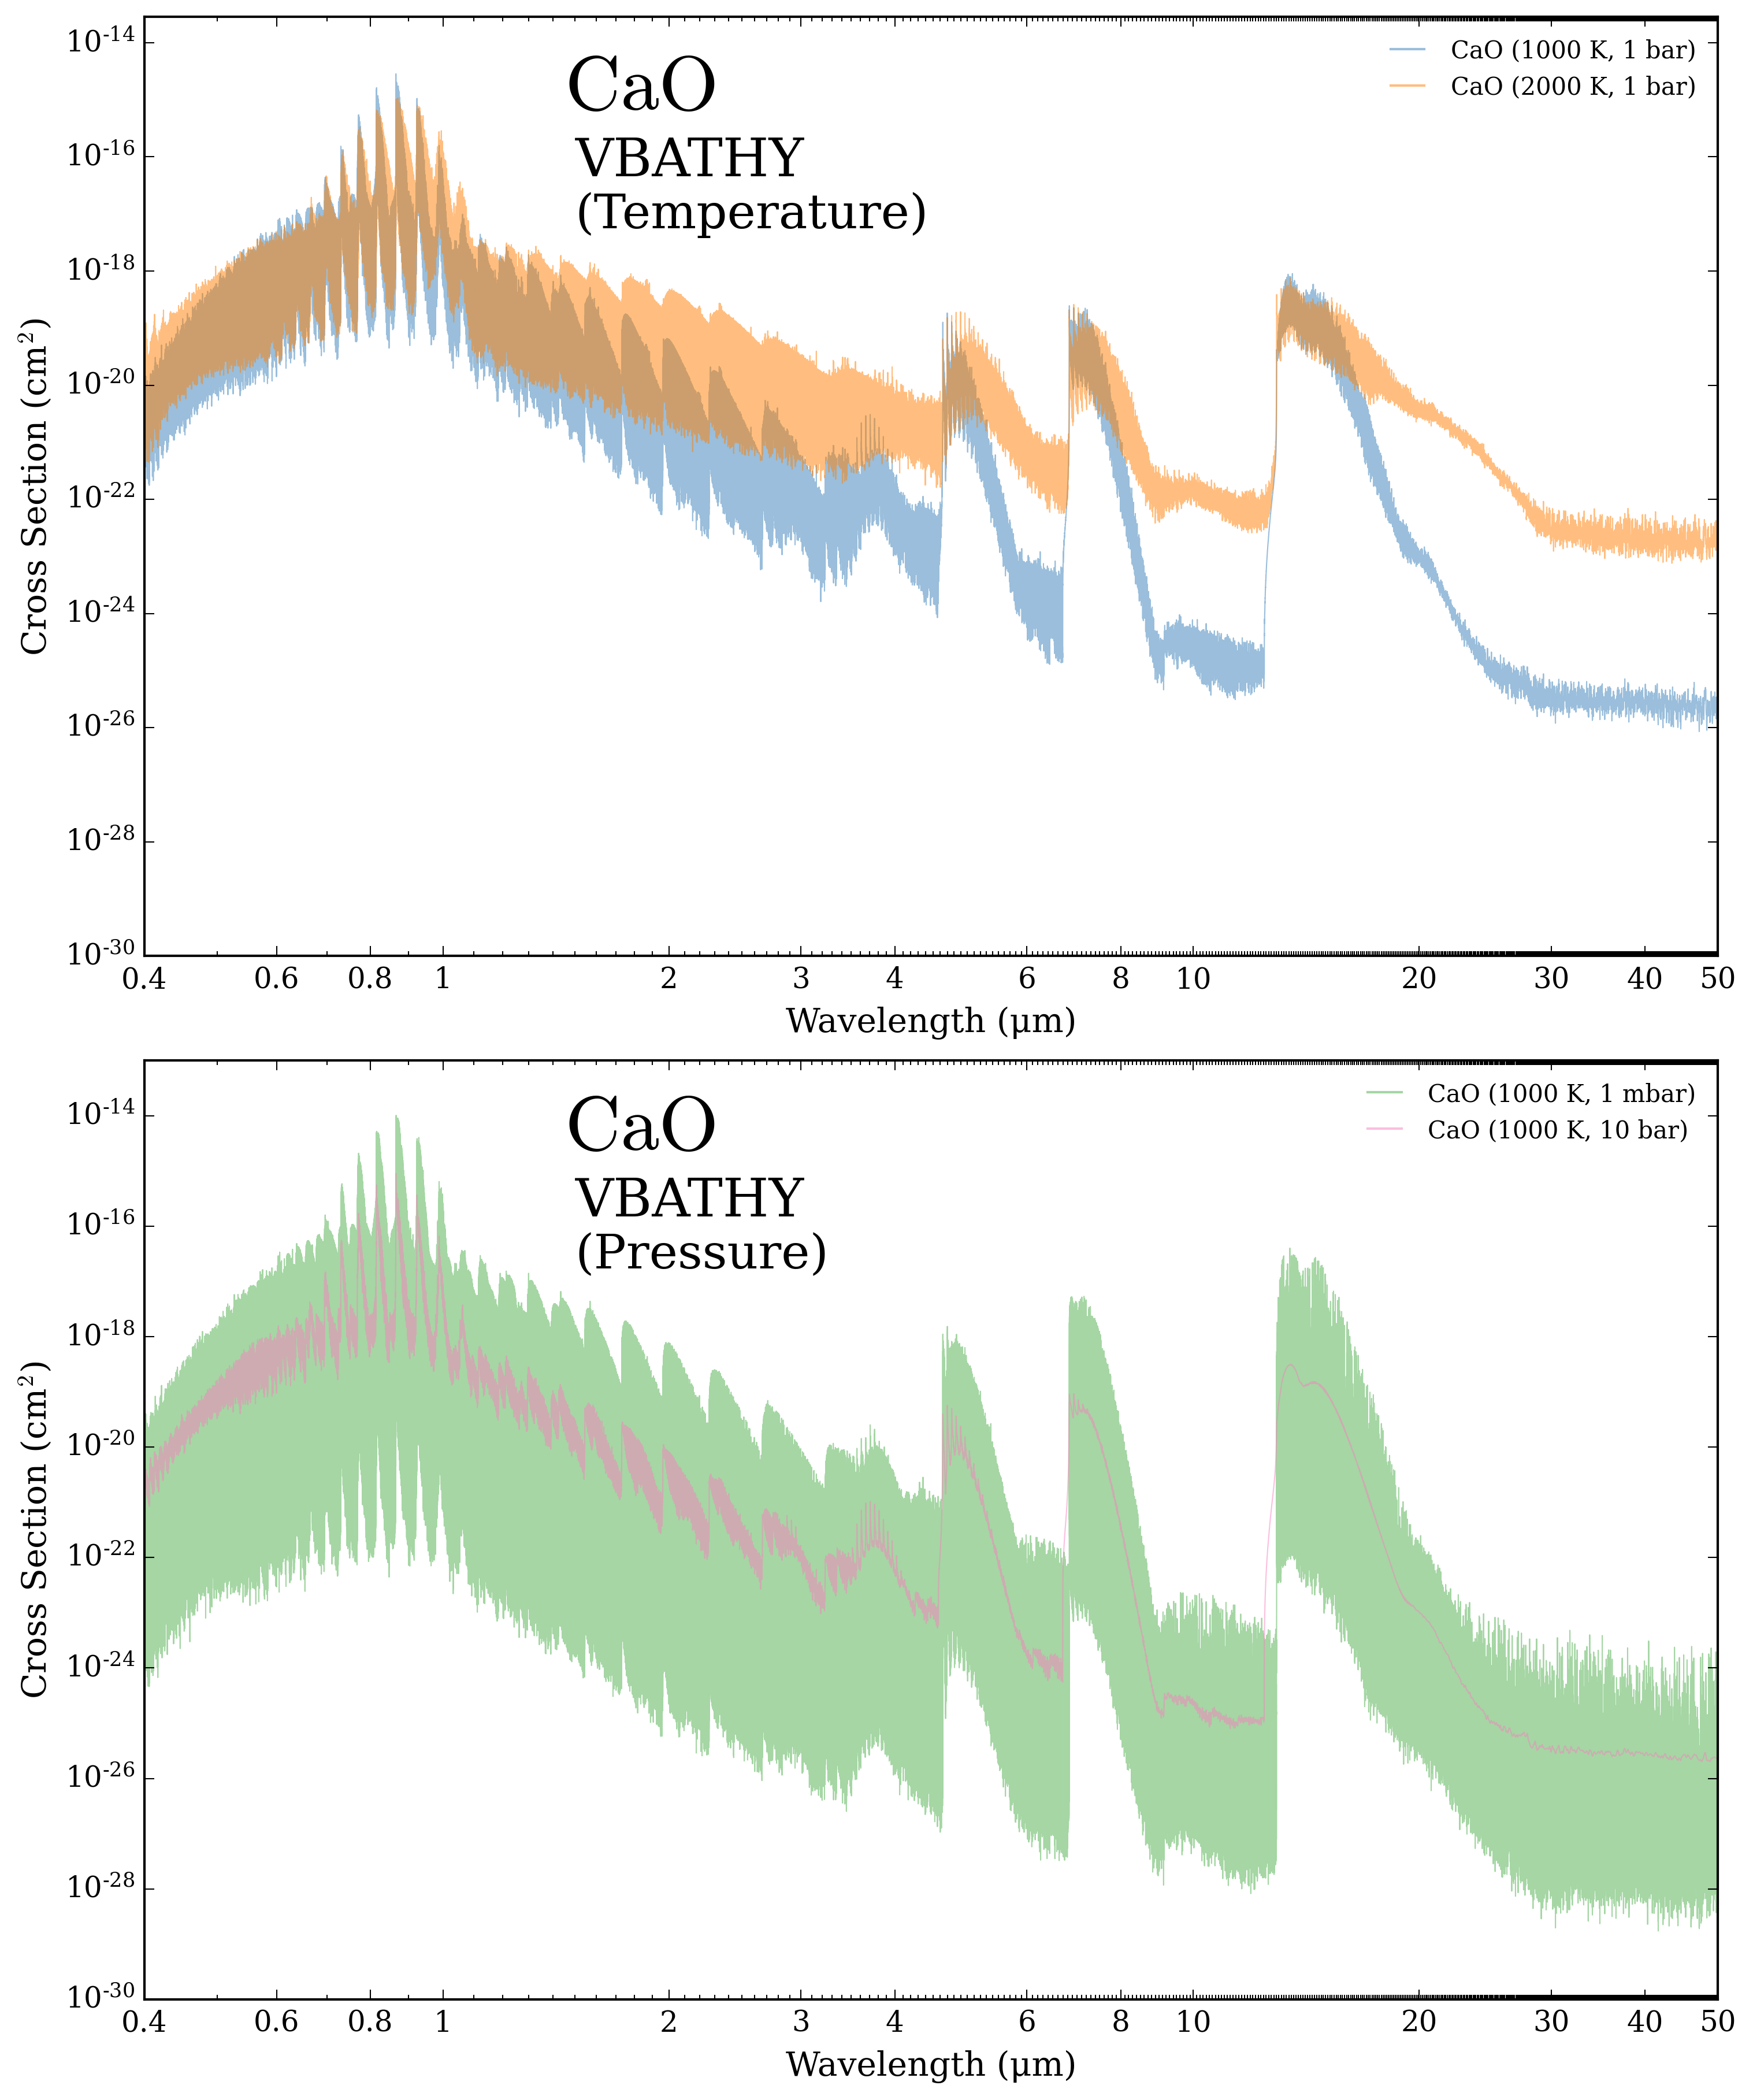 CaO
VBATHY
(Temperature)
CaO (1000 K, 1 bar)
CaO (2000 K, 1 bar)
Cross Section (cm²)
10⁻¹⁴
10⁻¹⁶
10⁻¹⁸
10⁻²⁰
10⁻²²
10⁻²⁴
10⁻²⁶
10⁻²⁸
10⁻³⁰
0.4 0.6 0.8 1 2 3 4 6 8 10 20 30 40 50
Wavelength (μm)
CaO
VBATHY
(Pressure)
CaO (1000 K, 1 mbar)
CaO (1000 K, 10 bar)
Cross Section (cm²)
10⁻¹⁴
10⁻¹⁶
10⁻¹⁸
10⁻²⁰
10⁻²²
10⁻²⁴
10⁻²⁶
10⁻²⁸
10⁻³⁰
0.4 0.6 0.8 1 2 3 4 6 8 10 20 30 40 50
Wavelength (μm)